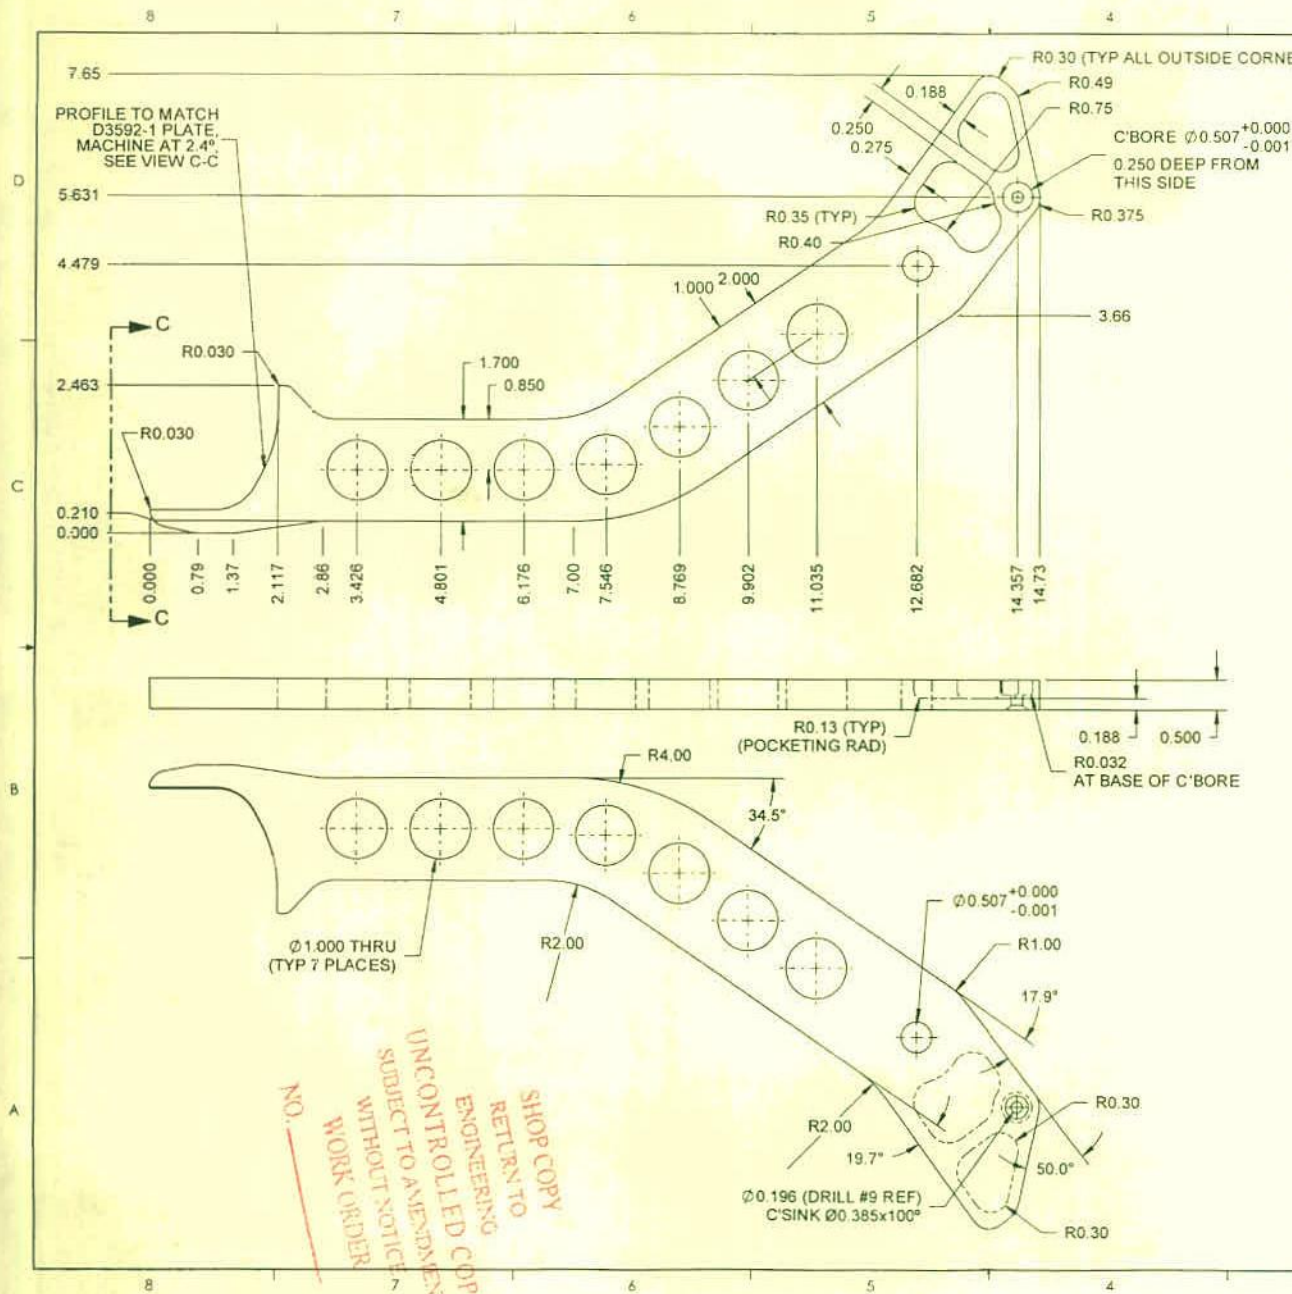 8 7 6 5 4
7.65
R0.30 (TYP ALL OUTSIDE CORNE
R0.49
0.188
R0.75
PROFILE TO MATCH
D3592-1 PLATE,
MACHINE AT 2.4°,
SEE VIEW C-C
0.250
0.275
C'BORE Ø0.507 +0.000
-0.001
0.250 DEEP FROM
THIS SIDE
D
5.631
R0.35 (TYP)
R0.375
R0.40
4.479
1.000 2.000
3.66
C
R0.030
1.700
2.463
0.850
R0.030
C
0.210
0.000
0.000 0.79 1.37 2.117 2.86 3.426 4.801 6.176 7.00 7.546 8.769 9.902 11.035 12.682 14.357 14.73
C
R0.13 (TYP)
(POCKETING RAD)
0.188 0.500
R0.032
AT BASE OF C'BORE
R4.00
B
34.5°
Ø0.507 +0.000
-0.001
Ø1.000 THRU
(TYP 7 PLACES)
R2.00
R1.00
17.9°
A
R0.30
R2.00
19.7°
50.0°
Ø0.196 (DRILL #9 REF)
C'SINK Ø0.385x100°
R0.30
SHOP COPY
RETURN TO
ENGINEERING
UNCONTROLLED COP
SUBJECT TO AMENDMEN
WITHOUT NOTICE
WORK ORDER
NO.
8 7 6 5 4